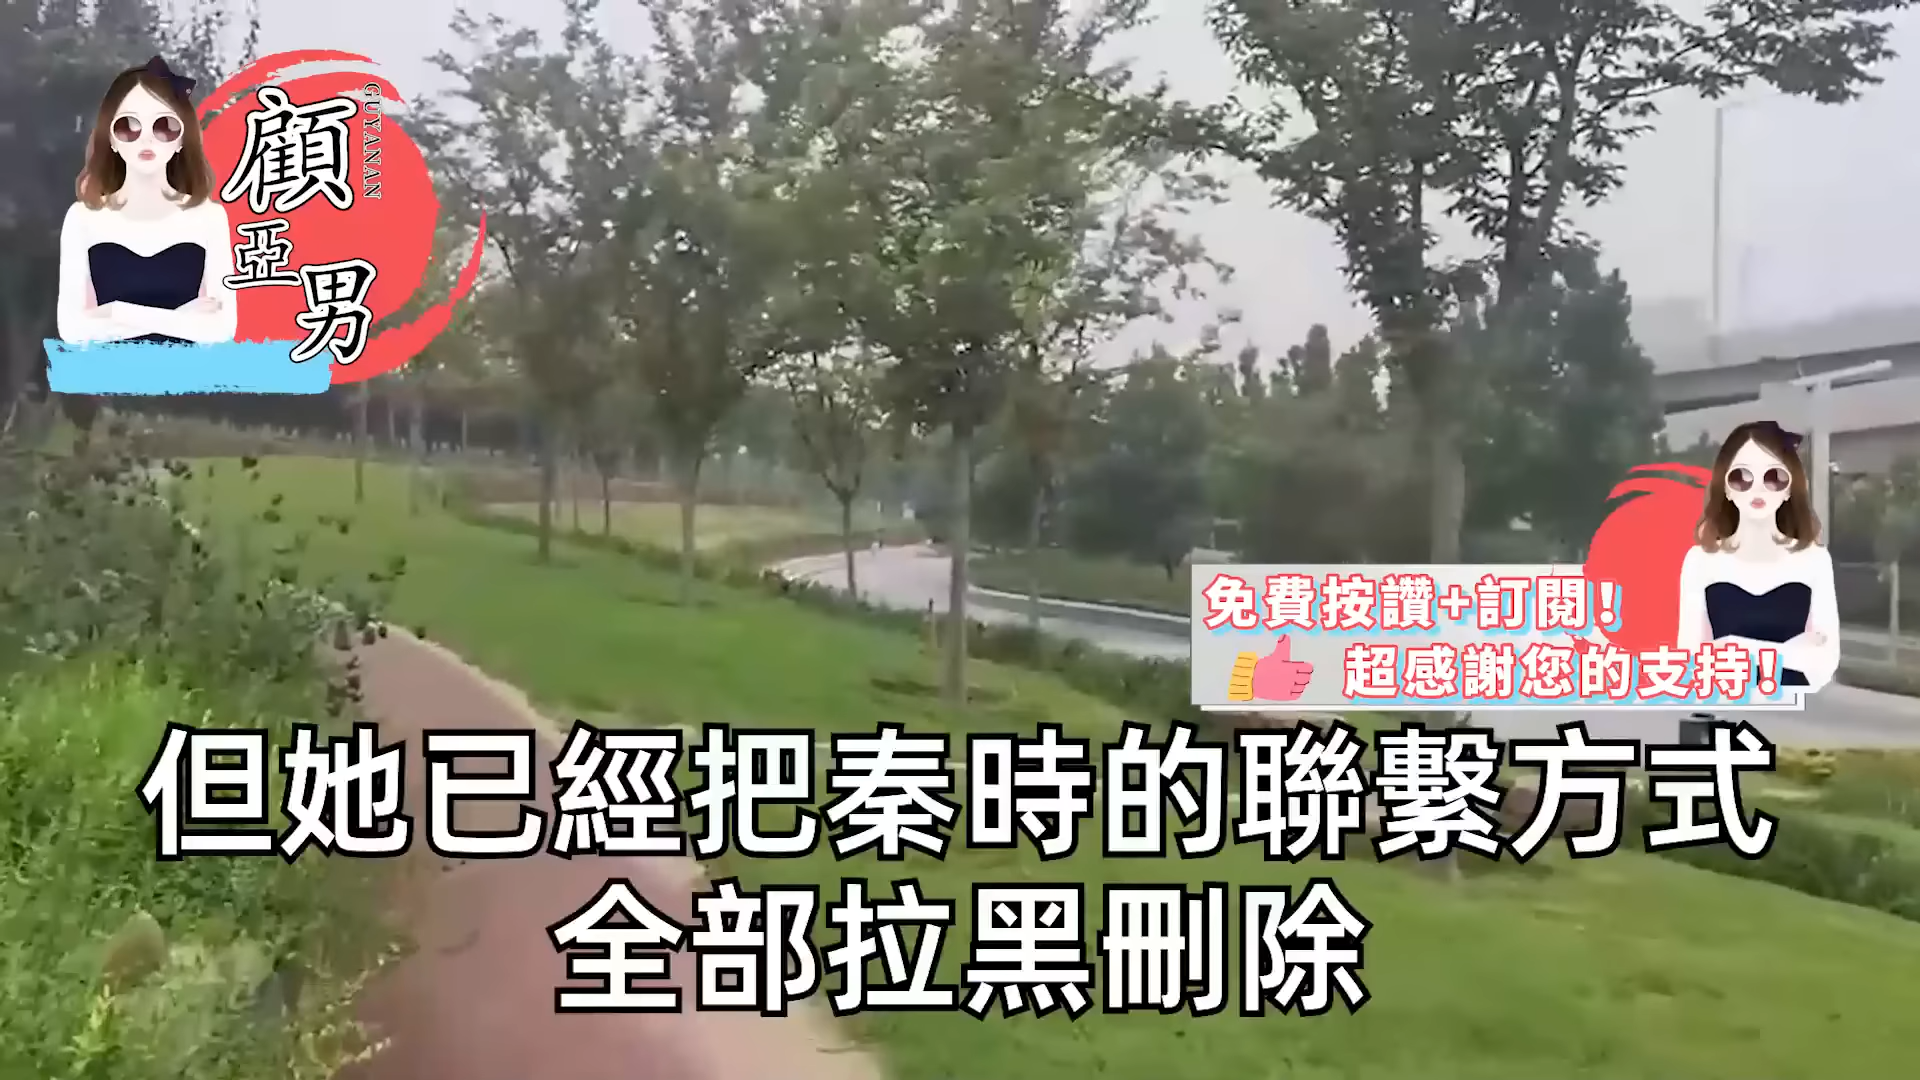 顧亞男
GUYANAN
免費按讚+訂閱!
超感謝您的支持!
但她已經把秦時的聯繫方式
全部拉黑刪除